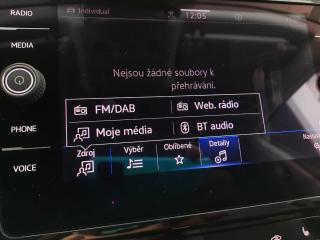 RADIO
Individual
12:05
MEDIA
Nejsou žádné soubory k
přehrávání.
FM/DAB
Web. rádio
Moje média
BT audio
PHONE
Zdroj
Výběr
Oblíbené
Detaily
VOICE